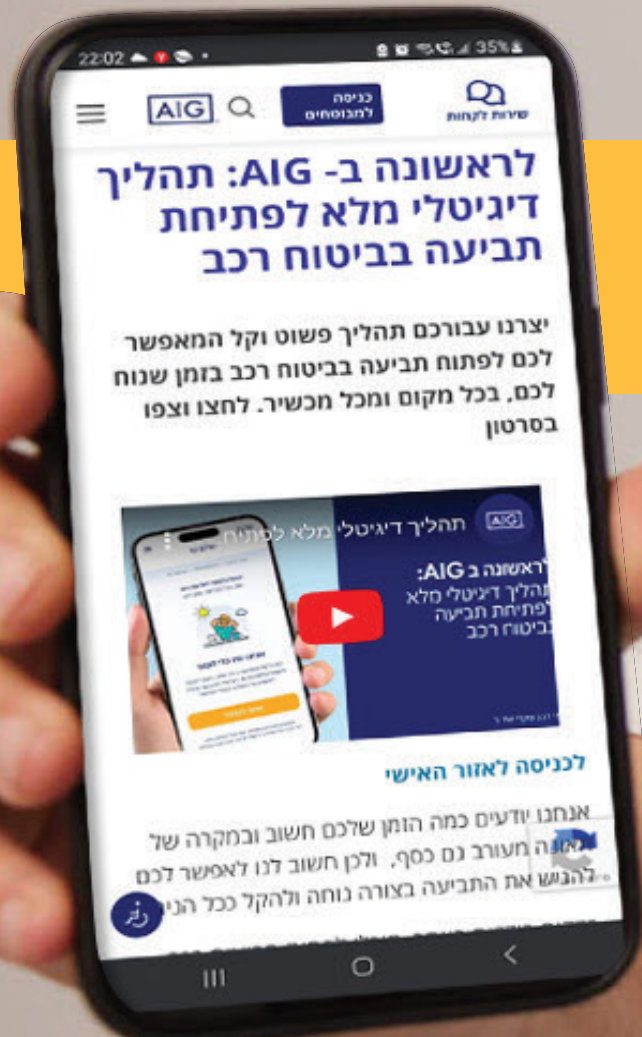 22:02
35%
AIG
כניסה
למבוטחים
שירות לקחות
לראשונה ב- AIG: תהליך
דיגיטלי מלא לפתיחת
תביעה בביטוח רכב
יצרנו עבורכם תהליך פשוט וקל המאפשר
לכם לפתוח תביעה בביטוח רכב בזמן שנוח
לכם, בכל מקום ומכל מכשיר. לחצו וצפו
בסרטון
AIG
תהליך דיגיטלי מלא לפתיח
לראשונה ב AIG:
תהליך דיגיטלי מלא
לפתיחת תביעה
בביטוח רכב
לכניסה לאזור האישי
אנחנו יודעים כמה הזמן שלכם חשוב ובמקרה של
מעורב גם כסף, ולכן חשוב לנו לאפשר לכם
להגיש את התביעה בצורה נוחה ולהקל ככל הני